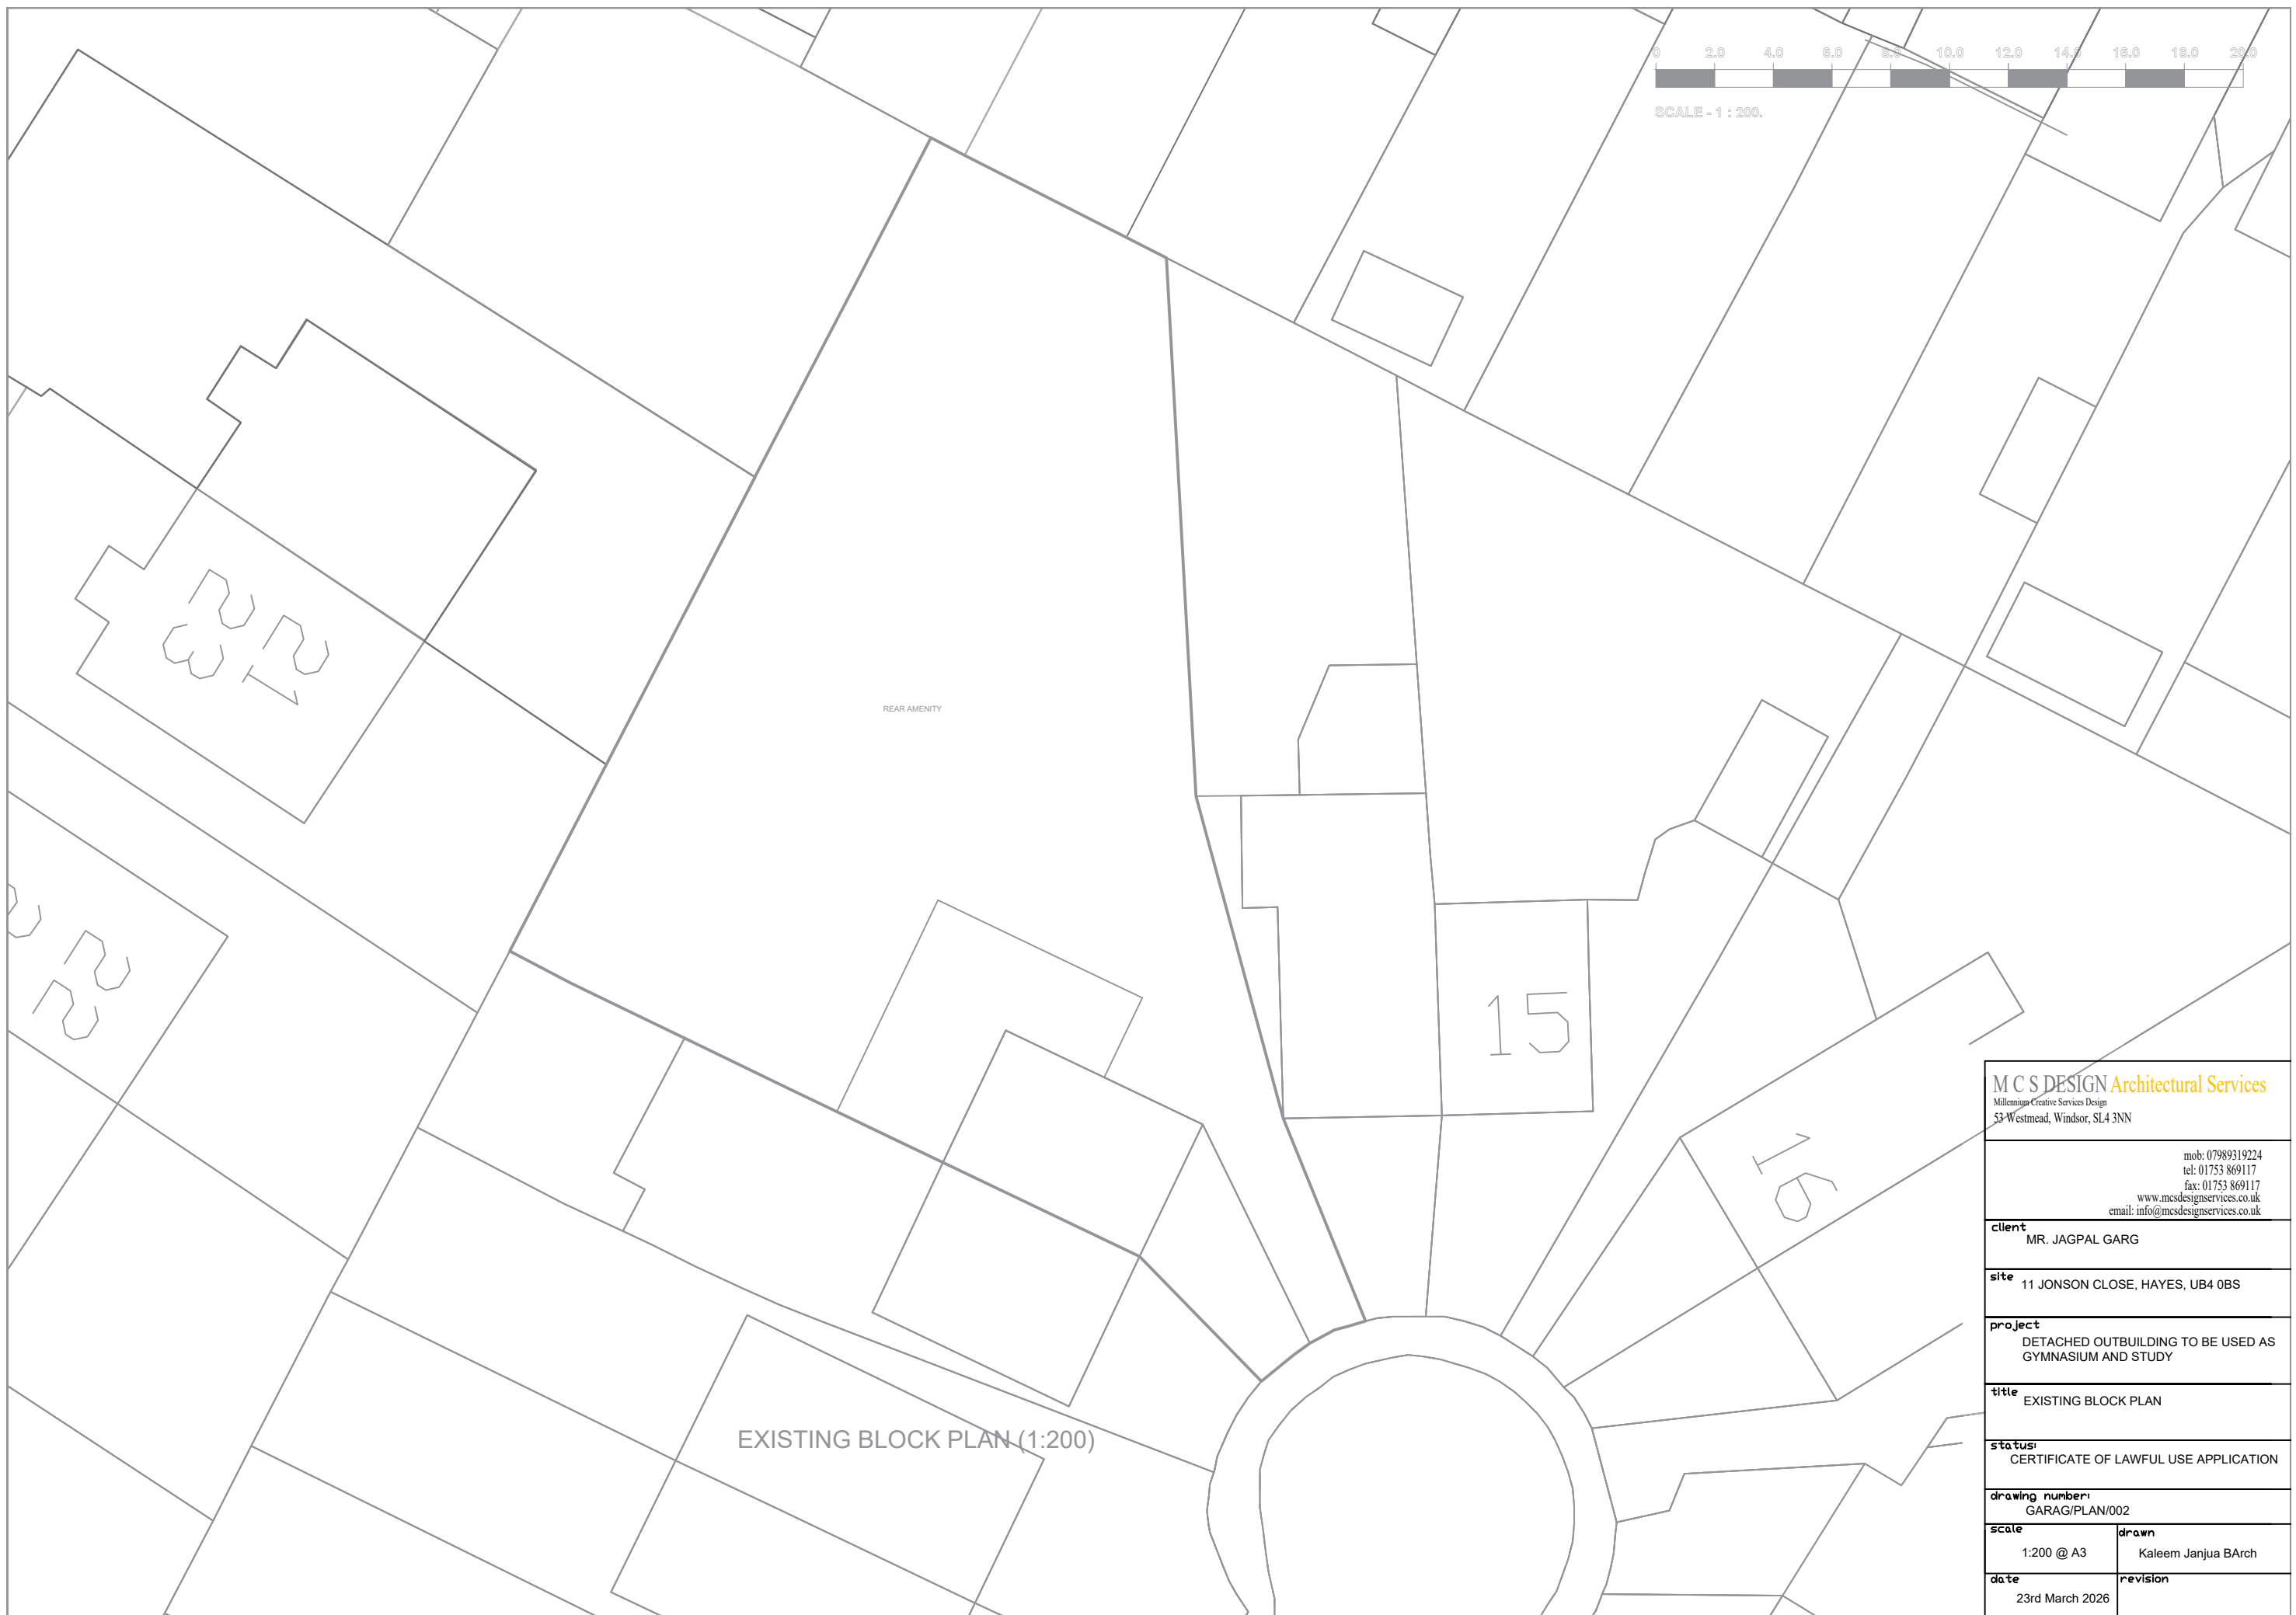 0 2.0 4.0 6.0 8.0 10.0 12.0 14.0 16.0 18.0 20.0
SCALE - 1 : 200.
REAR AMENITY
15
16
EXISTING BLOCK PLAN (1:200)
M C S DESIGN Architectural Services
Millennium Creative Services Design
53 Westmead, Windsor, SL4 3NN
mob: 07989319224
tel: 01753 869117
fax: 01753 869117
www.mcsdesignservices.co.uk
email: info@mcsdesignservices.co.uk
client
MR. JAGPAL GARG
site
11 JONSON CLOSE, HAYES, UB4 0BS
project
DETACHED OUTBUILDING TO BE USED AS
GYMNASIUM AND STUDY
title
EXISTING BLOCK PLAN
status:
CERTIFICATE OF LAWFUL USE APPLICATION
drawing number:
GARAG/PLAN/002
scale
1:200 @ A3
drawn
Kaleem Janjua BArch
date
23rd March 2026
revision